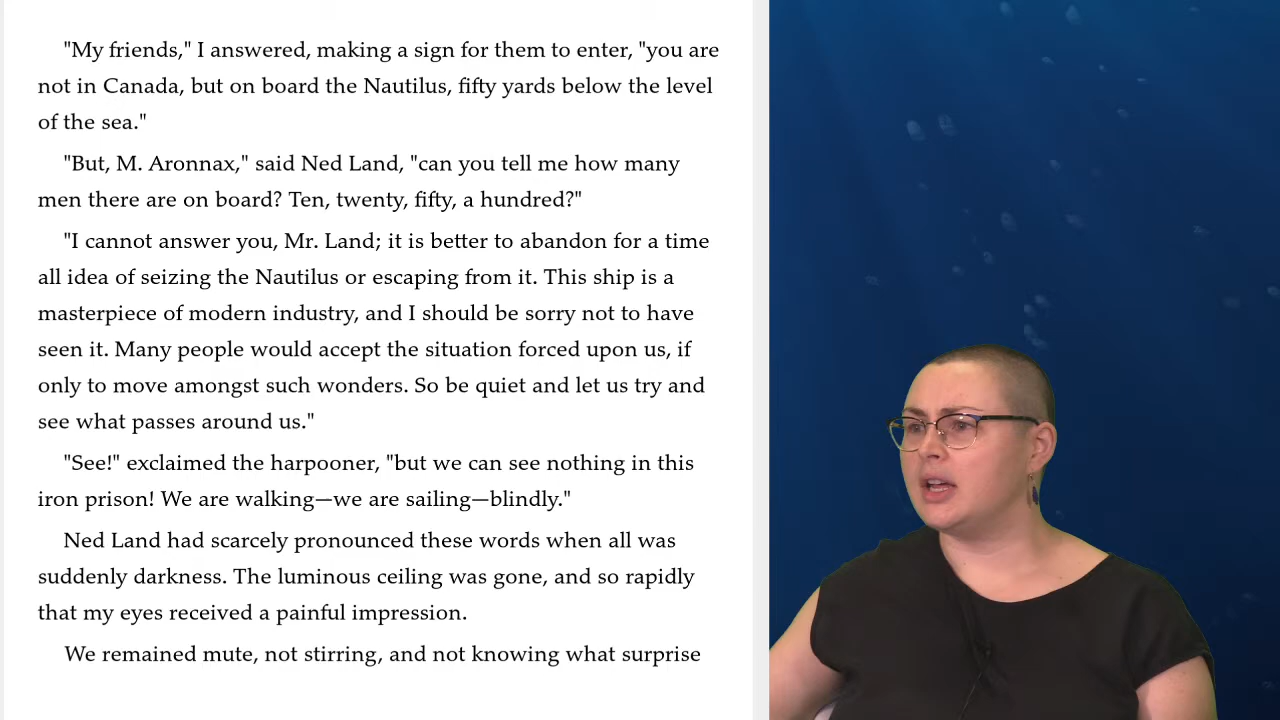 "My friends," I answered, making a sign for them to enter, "you are
not in Canada, but on board the Nautilus, fifty yards below the level
of the sea."
"But, M. Aronnax," said Ned Land, "can you tell me how many
men there are on board? Ten, twenty, fifty, a hundred?"
"I cannot answer you, Mr. Land; it is better to abandon for a time
all idea of seizing the Nautilus or escaping from it. This ship is a
masterpiece of modern industry, and I should be sorry not to have
seen it. Many people would accept the situation forced upon us, if
only to move amongst such wonders. So be quiet and let us try and
see what passes around us."
"See!" exclaimed the harpooner, "but we can see nothing in this
iron prison! We are walking—we are sailing—blindly."
Ned Land had scarcely pronounced these words when all was
suddenly darkness. The luminous ceiling was gone, and so rapidly
that my eyes received a painful impression.
We remained mute, not stirring, and not knowing what surprise